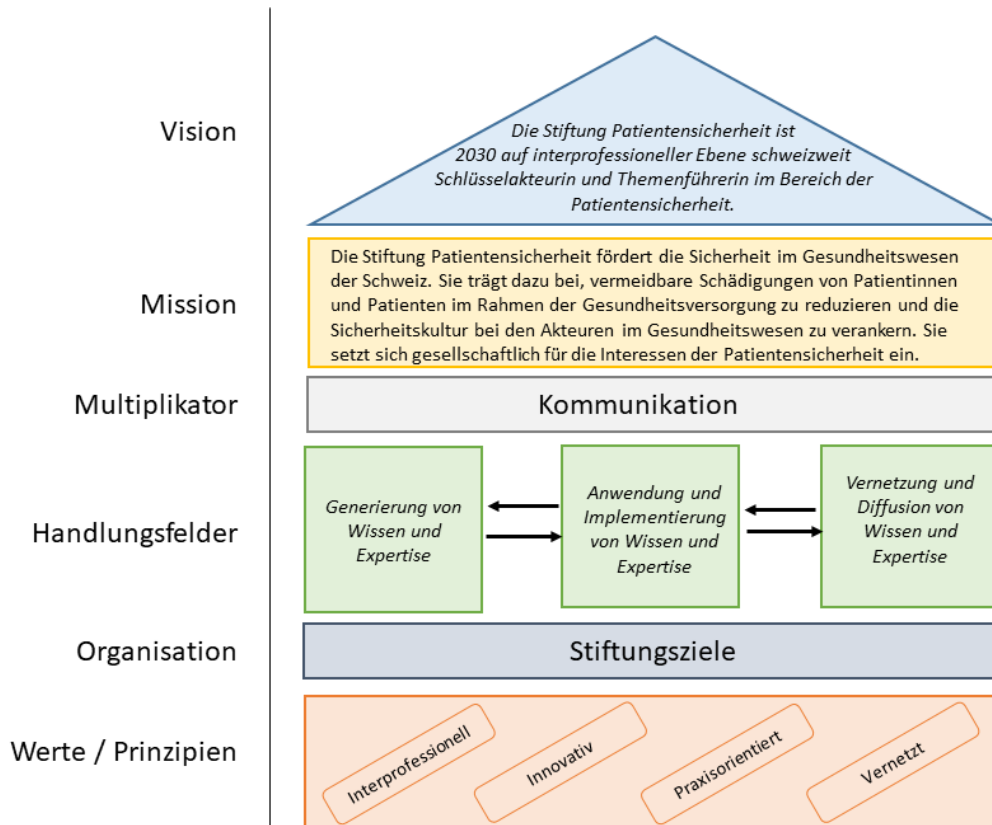 Vision
Die Stiftung Patientensicherheit ist
2030 auf interprofessioneller Ebene schweizweit
Schlüsselakteurin und Themenführerin im Bereich der
Patientensicherheit.
Mission
Die Stiftung Patientensicherheit fördert die Sicherheit im Gesundheitswesen
der Schweiz. Sie trägt dazu bei, vermeidbare Schädigungen von Patientinnen
und Patienten im Rahmen der Gesundheitsversorgung zu reduzieren und die
Sicherheitskultur bei den Akteuren im Gesundheitswesen zu verankern. Sie
setzt sich gesellschaftlich für die Interessen der Patientensicherheit ein.
Multiplikator
Kommunikation
Handlungsfelder
Generierung von
Wissen und
Expertise
Anwendung und
Implementierung
von Wissen und
Expertise
Vernetzung und
Diffusion von
Wissen und
Expertise
Organisation
Stiftungsziele
Werte / Prinzipien
Interprofessionell
Innovativ
Praxisorientiert
Vernetzt